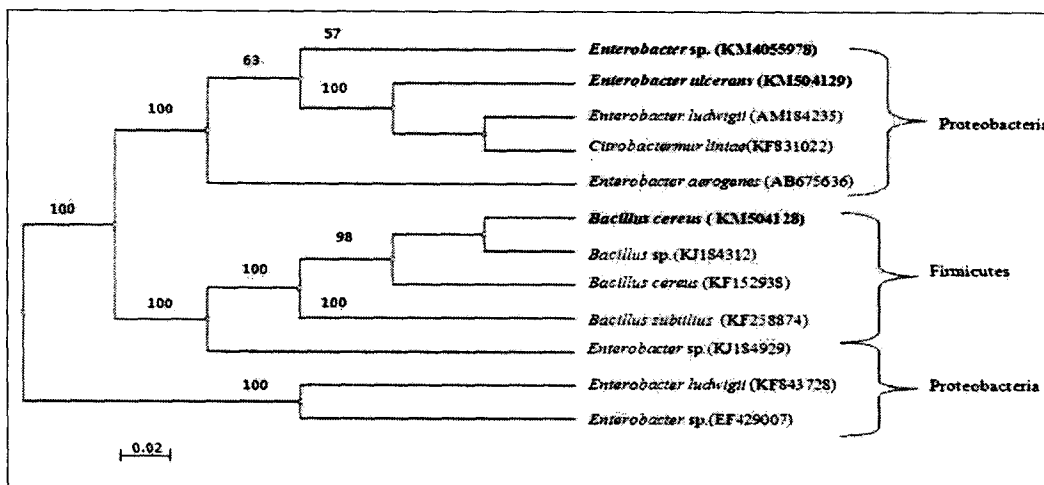 57
Enterobacter sp. (KM4055978)
63
Enterobacter ulcerans (KM504129)
100
Enterobacter ludwigii (AM184235)
100
Proteobacteria
Citrobactermur liniae(KF831022)
Enterobacter aerogenes (AB675636)
100
Bacillus cereus ( KM504128)
98
Bacillus sp.(KJ184312)
100
Firmicutes
Bacillus cereus (KF152938)
100
100
Bacillus subtilius (KF258874)
Enterobacter sp.(KJ184929)
100
Enterobacter ludwigii (KF843728)
Proteobacteria
Enterobacter sp.(EF429007)
0.02